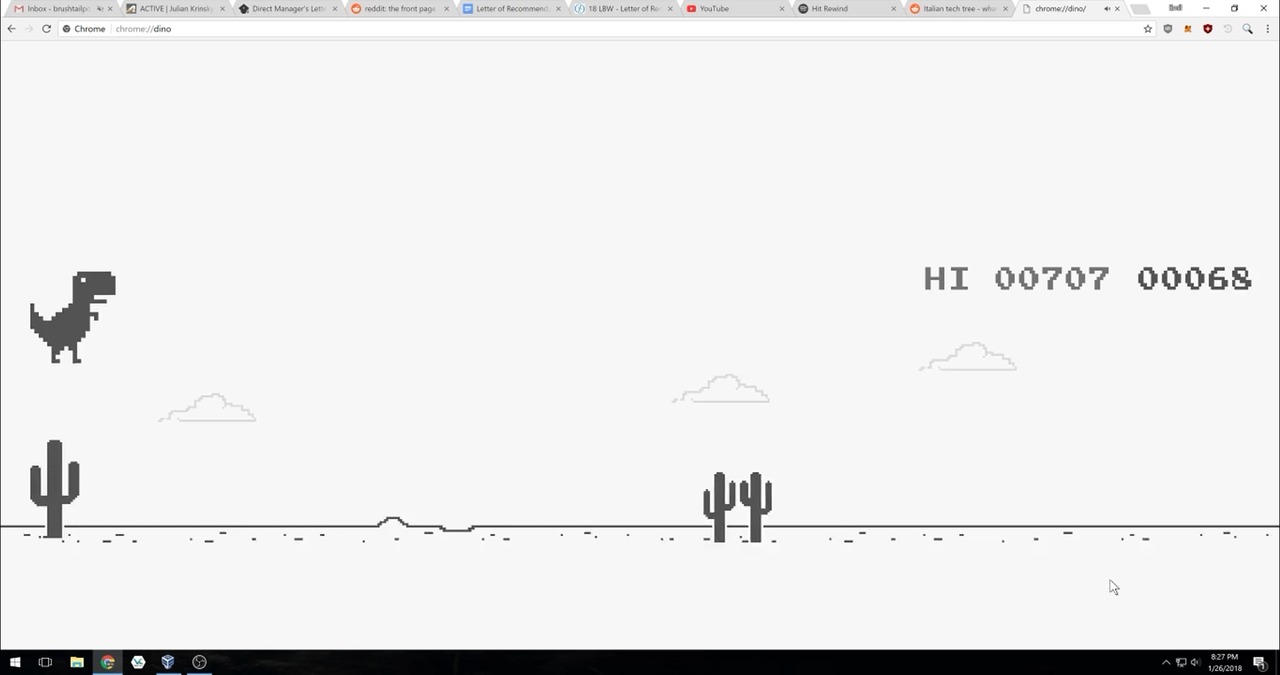 Inbox - brushtailp
ACTIVE | Julian Krinsky
Direct Manager's Lett
reddit: the front page
Letter of Recommend
18 LBW - Letter of Re
YouTube
Hit Rewind
Italian tech tree - wha
chrome://dino/
Chrome chrome://dino
HI 00707 00068
8:27 PM
1/26/2018